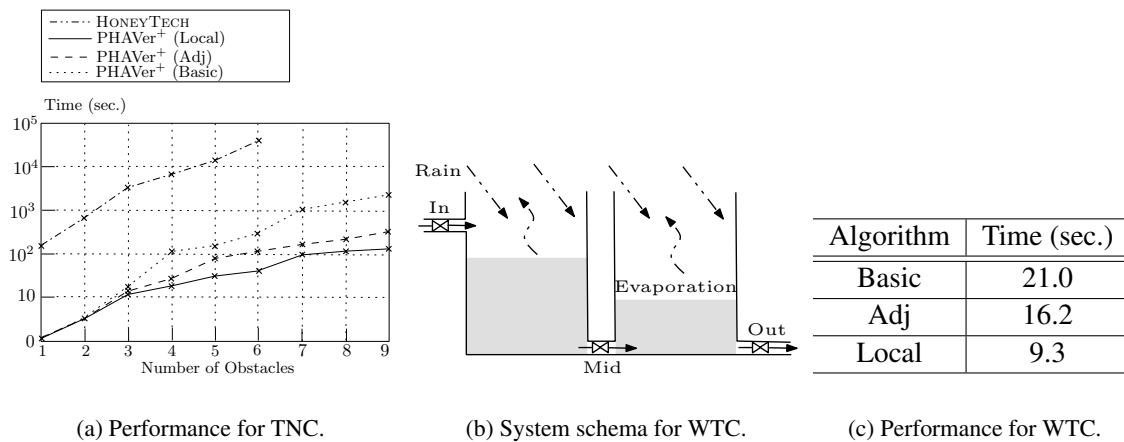 HONEYTECH
PHAVer+ (Local)
PHAVer+ (Adj)
PHAVer+ (Basic)
Time (sec.)
10^5
10^4
10^3
10^2
10
0
1 2 3 4 5 6 7 8 9
Number of Obstacles
(a) Performance for TNC.
Rain
In
Evaporation
Out
Mid
(b) System schema for WTC.
Algorithm Time (sec.)
Basic 21.0
Adj 16.2
Local 9.3
(c) Performance for WTC.